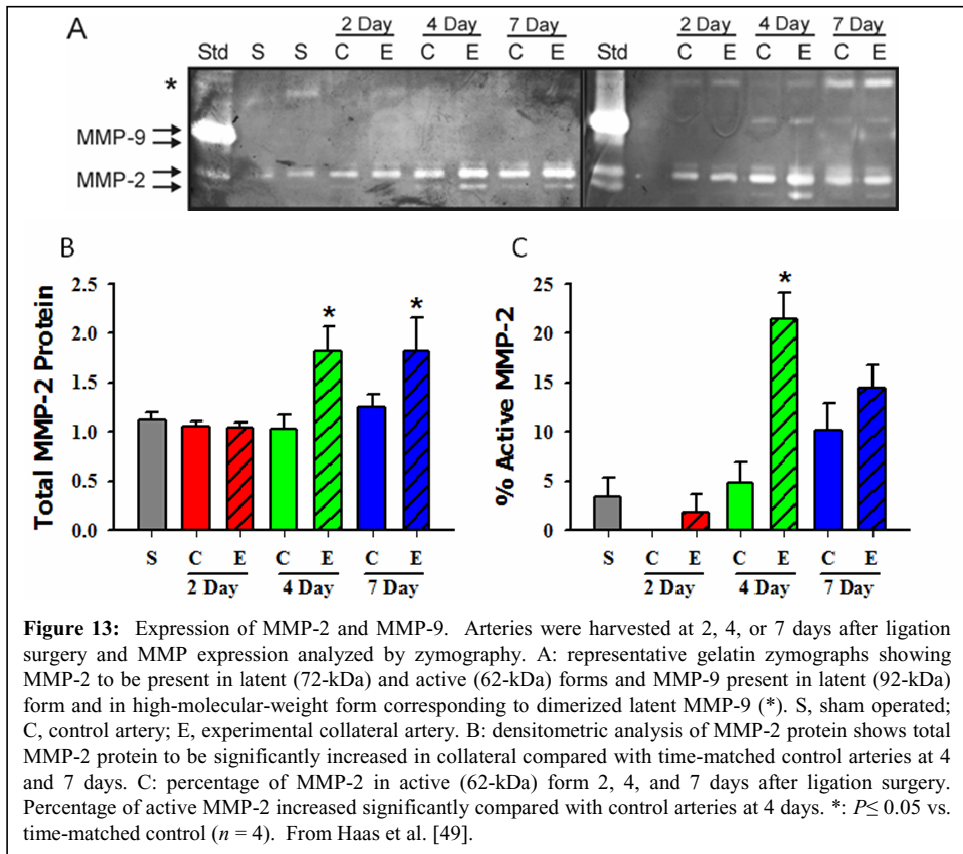 A
2 Day 4 Day 7 Day 2 Day 4 Day 7 Day
Std S S C E C E C E Std C E C E C E
*
MMP-9
MMP-2
B
Total MMP-2 Protein
2.5
2.0
1.5
1.0
0.5
0.0
* *
S C E C E C E
2 Day 4 Day 7 Day
C
% Active MMP-2
25
20
15
10
5
0
*
S C E C E C E
2 Day 4 Day 7 Day
Figure 13: Expression of MMP-2 and MMP-9. Arteries were harvested at 2, 4, or 7 days after ligation
surgery and MMP expression analyzed by zymography. A: representative gelatin zymographs showing
MMP-2 to be present in latent (72-kDa) and active (62-kDa) forms and MMP-9 present in latent (92-kDa)
form and in high-molecular-weight form corresponding to dimerized latent MMP-9 (*). S, sham operated;
C, control artery; E, experimental collateral artery. B: densitometric analysis of MMP-2 protein shows total
MMP-2 protein to be significantly increased in collateral compared with time-matched control arteries at 4
and 7 days. C: percentage of MMP-2 in active (62-kDa) form 2, 4, and 7 days after ligation surgery.
Percentage of active MMP-2 increased significantly compared with control arteries at 4 days. *: P≤ 0.05 vs.
time-matched control (n = 4). From Haas et al. [49].